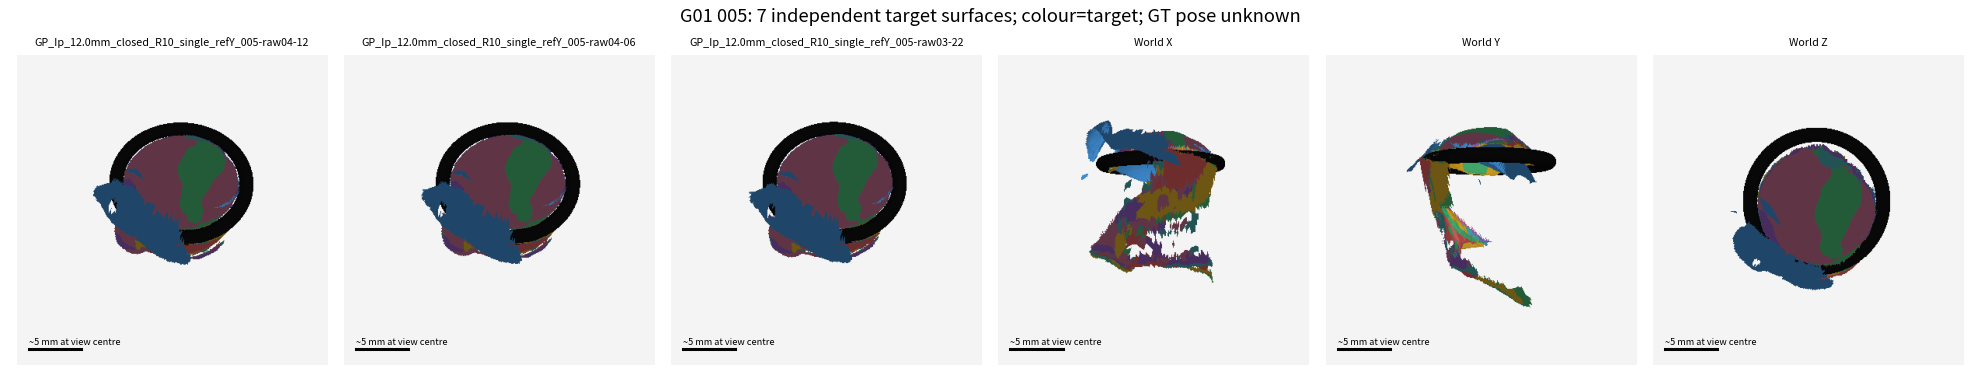 G01 005: 7 independent target surfaces; colour=target; GT pose unknown
GP_Ip_12.0mm_closed_R10_single_refY_005-raw04-12
GP_Ip_12.0mm_closed_R10_single_refY_005-raw04-06
GP_Ip_12.0mm_closed_R10_single_refY_005-raw03-22
World X
World Y
World Z
~5 mm at view centre
~5 mm at view centre
~5 mm at view centre
~5 mm at view centre
~5 mm at view centre
~5 mm at view centre